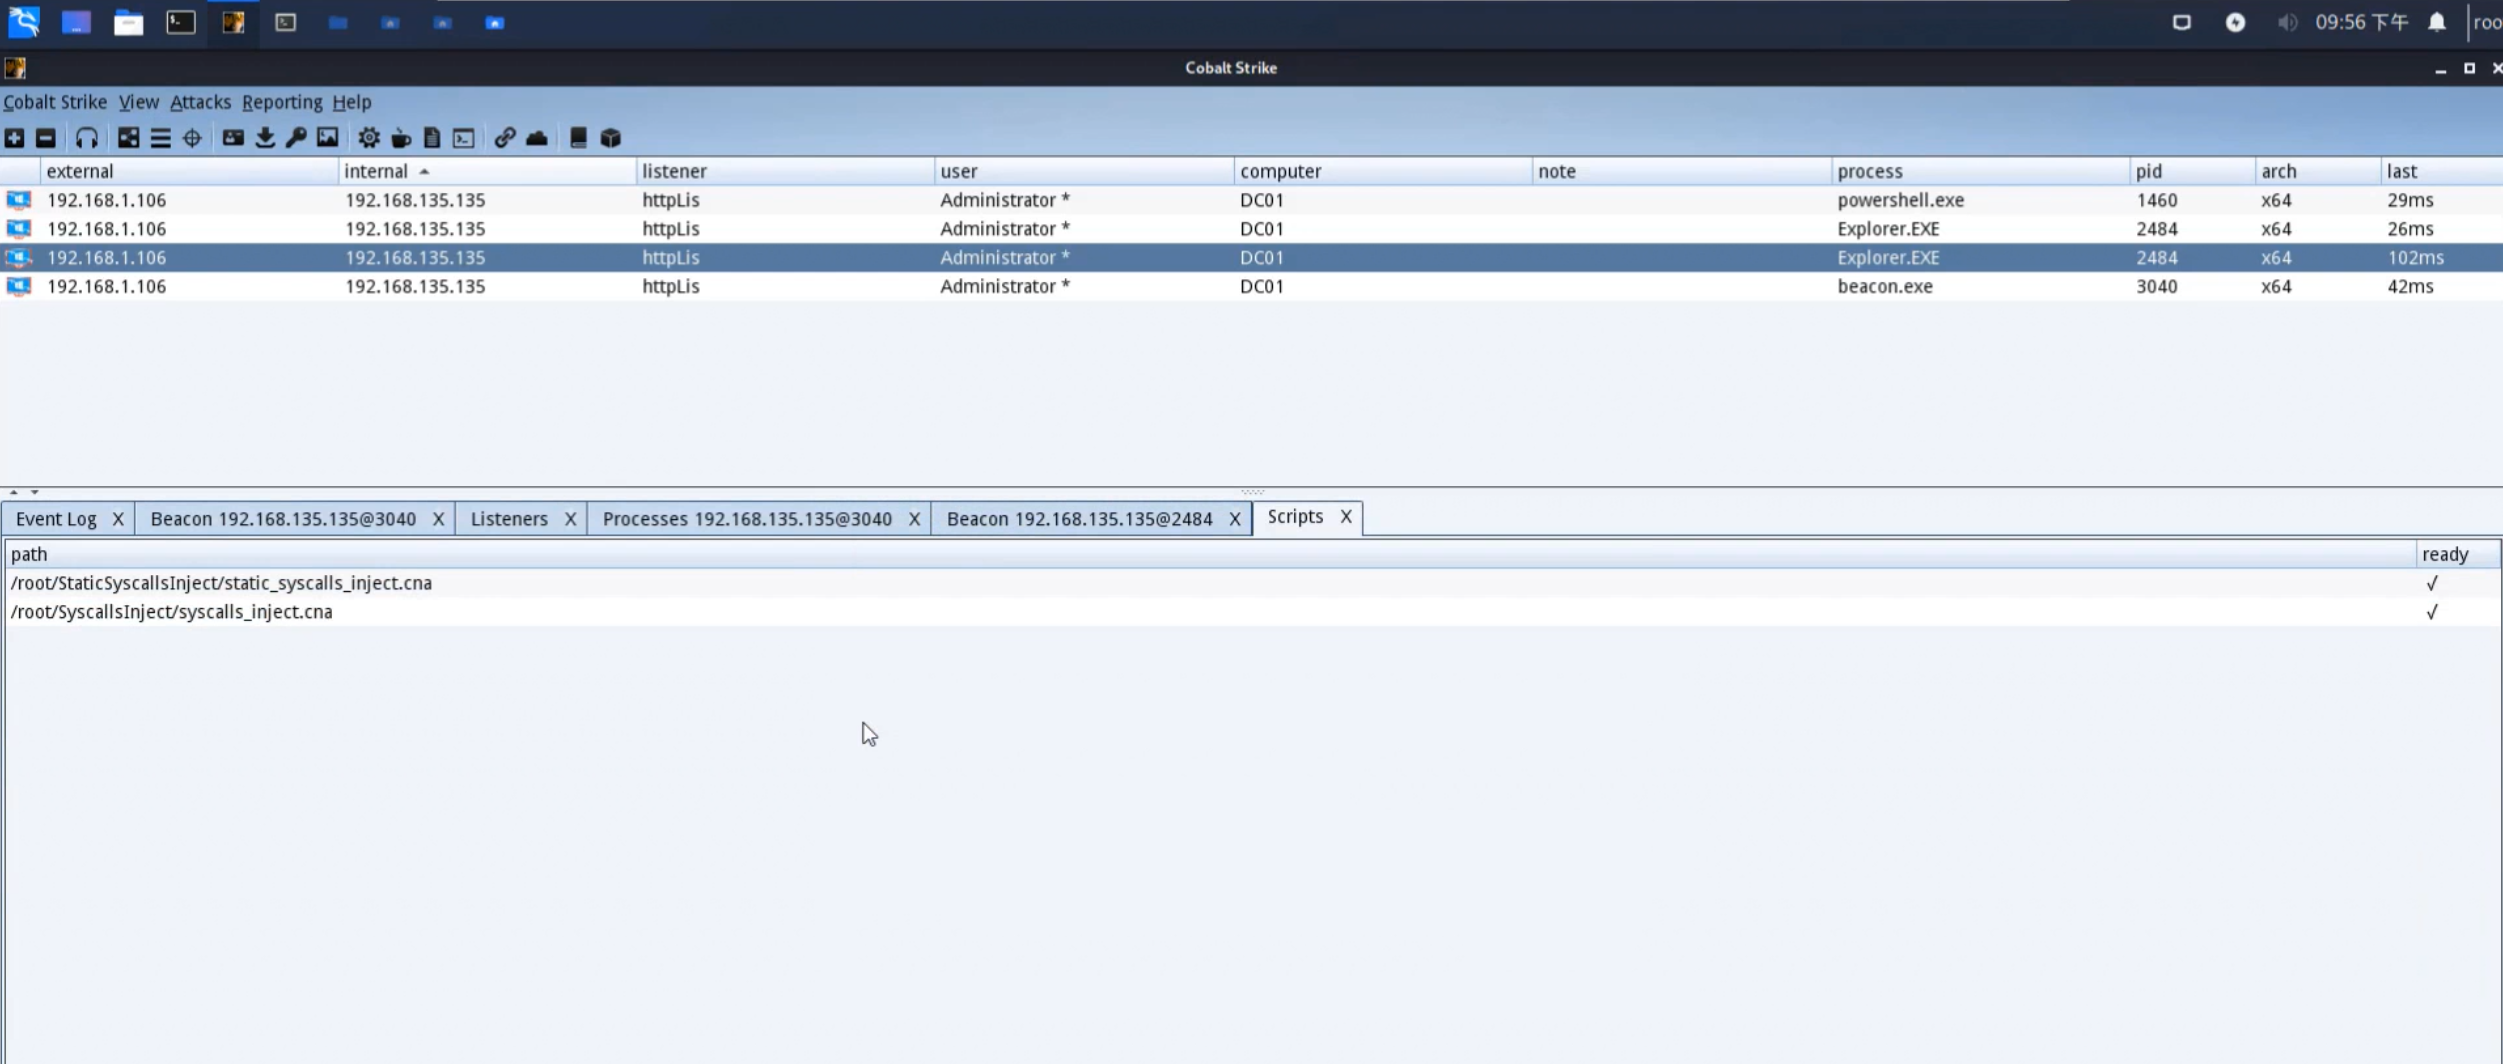 09:56 下午 roo
Cobalt Strike
Cobalt Strike View Attacks Reporting Help
external internal listener user computer note process pid arch last
192.168.1.106 192.168.135.135 httpLis Administrator * DC01 powershell.exe 1460 x64 29ms
192.168.1.106 192.168.135.135 httpLis Administrator * DC01 Explorer.EXE 2484 x64 26ms
192.168.1.106 192.168.135.135 httpLis Administrator * DC01 Explorer.EXE 2484 x64 102ms
192.168.1.106 192.168.135.135 httpLis Administrator * DC01 beacon.exe 3040 x64 42ms
Event Log X Beacon 192.168.135.135@3040 X Listeners X Processes 192.168.135.135@3040 X Beacon 192.168.135.135@2484 X Scripts X
path ready
/root/StaticSyscallsInject/static_syscalls_inject.cna √
/root/SyscallsInject/syscalls_inject.cna √